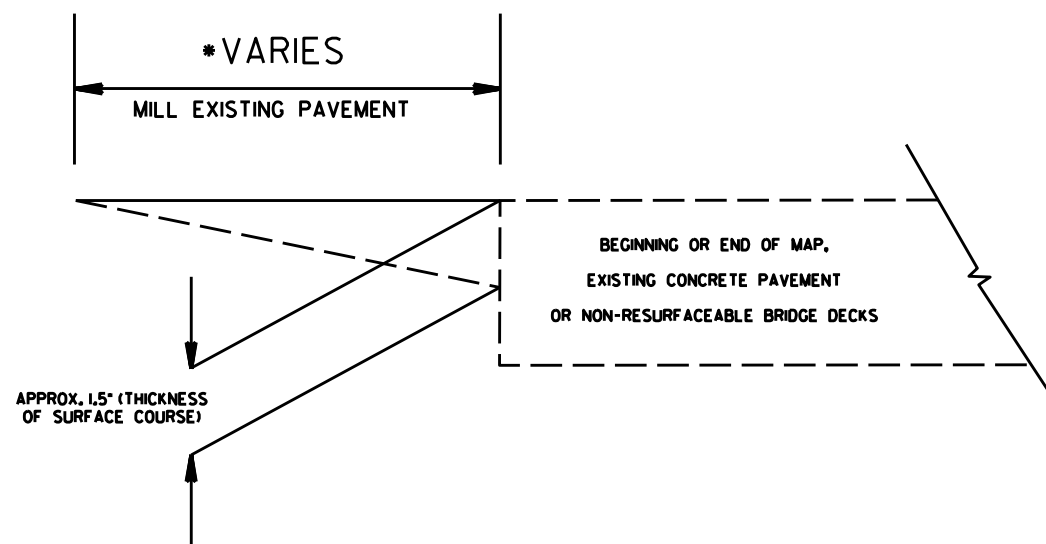 *VARIES
MILL EXISTING PAVEMENT
BEGINNING OR END OF MAP,
EXISTING CONCRETE PAVEMENT
OR NON-RESURFACEABLE BRIDGE DECKS
APPROX. 1.5" (THICKNESS
OF SURFACE COURSE)